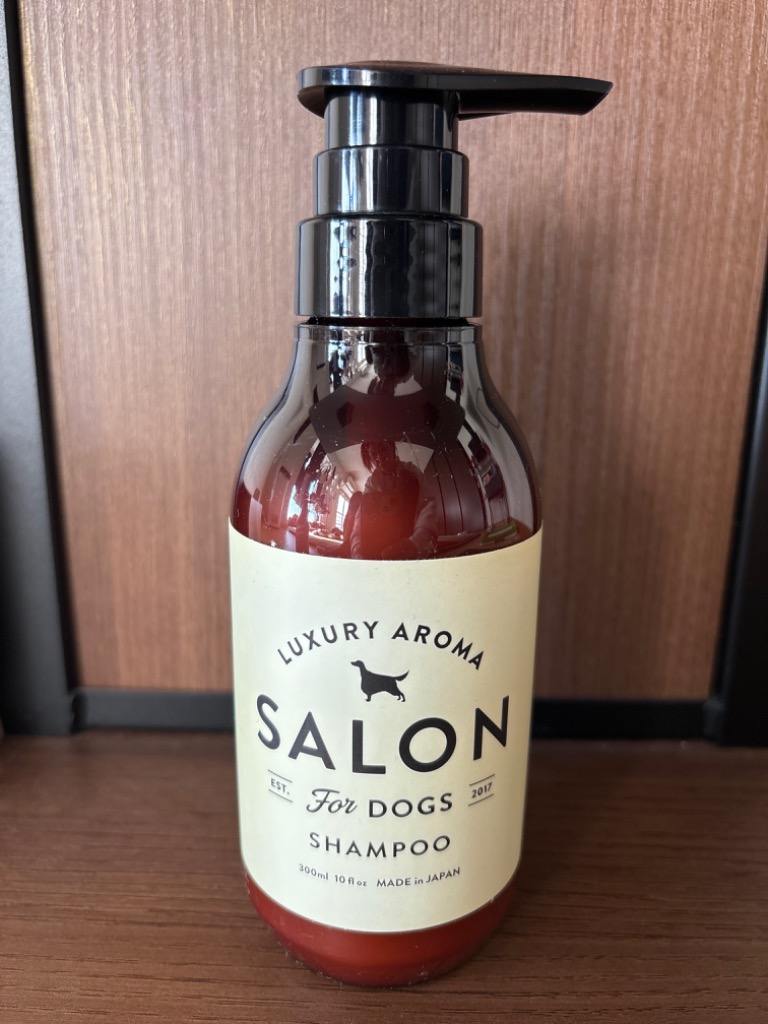 LUXURY AROMA
SALON
EST. For DOGS 2017
SHAMPOO
300ml 10 fl oz MADE in JAPAN